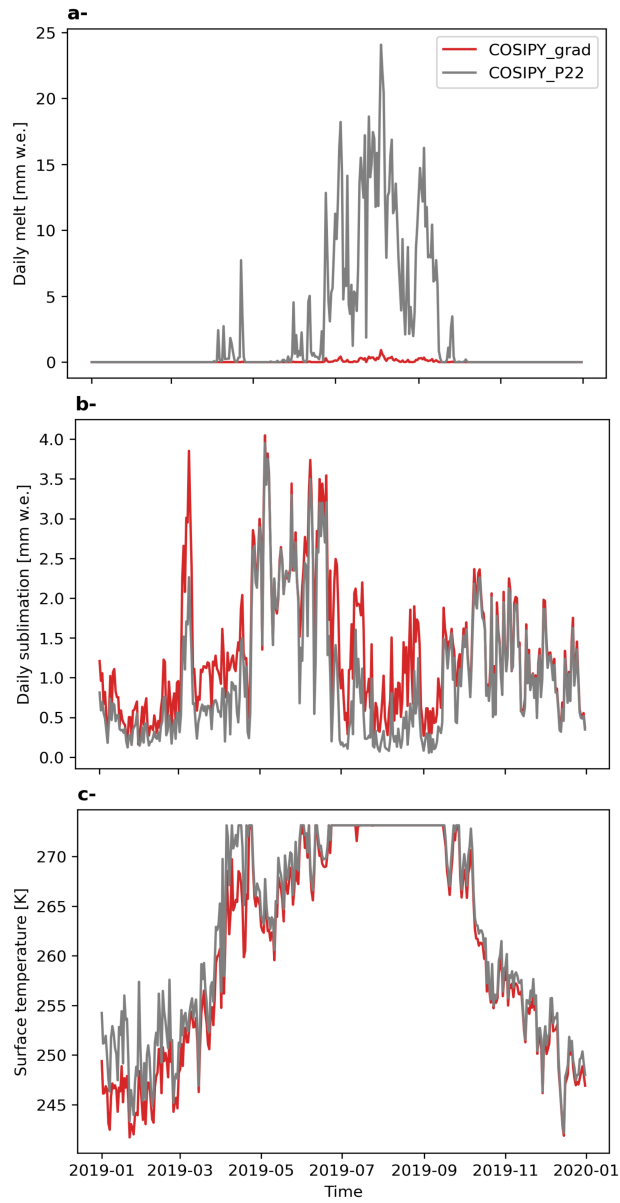 a-
25
20
15
10
5
0
Daily melt [mm w.e.]
COSIPY_grad
COSIPY_P22
b-
4.0
3.5
3.0
2.5
2.0
1.5
1.0
0.5
0.0
Daily sublimation [mm w.e.]
c-
270
265
260
255
250
245
Surface temperature [K]
2019-01 2019-03 2019-05 2019-07 2019-09 2019-11 2020-01
Time